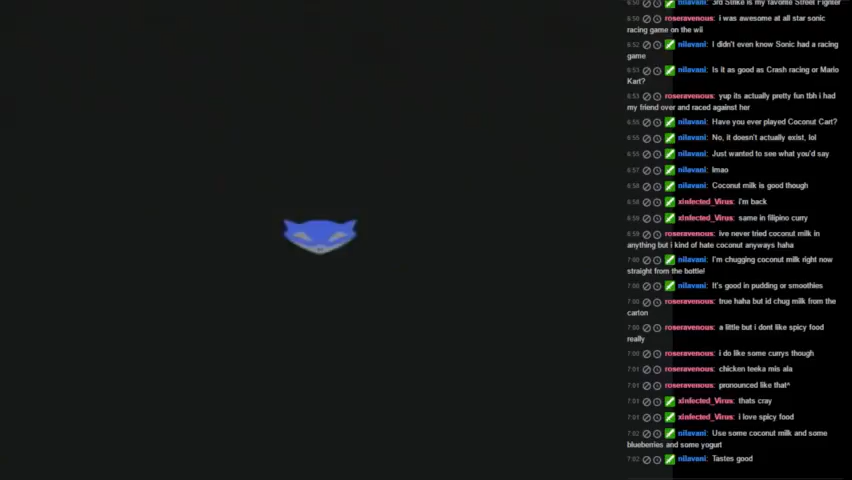 6:50 nilavani: 3rd Strike is my favorite Street Fighter
6:50 roseravenous: i was awesome at all star sonic
racing game on the wii
6:52 nilavani: I didn't even know Sonic had a racing
game
6:53 nilavani: Is it as good as Crash racing or Mario
Kart?
6:53 roseravenous: yup its actually pretty fun tbh i had
my friend over and raced against her
6:55 nilavani: Have you ever played Coconut Cart?
6:55 nilavani: No, it doesn't actually exist, lol
6:55 nilavani: Just wanted to see what you'd say
6:57 nilavani: lmao
6:58 nilavani: Coconut milk is good though
6:58 xInfected_Virus: I'm back
6:59 xInfected_Virus: same in filipino curry
6:59 roseravenous: ive never tried coconut milk in
anything but i kind of hate coconut anyways haha
7:00 nilavani: I'm chugging coconut milk right now
straight from the bottle!
7:00 nilavani: It's good in pudding or smoothies
7:00 roseravenous: true haha but id chug milk from the
carton
7:00 roseravenous: a little but i dont like spicy food
really
7:00 roseravenous: i do like some currys though
7:01 roseravenous: chicken teeka mis ala
7:01 roseravenous: pronounced like that^
7:01 xInfected_Virus: thats cray
7:01 xInfected_Virus: i love spicy food
7:02 nilavani: Use some coconut milk and some
blueberries and some yogurt
7:02 nilavani: Tastes good